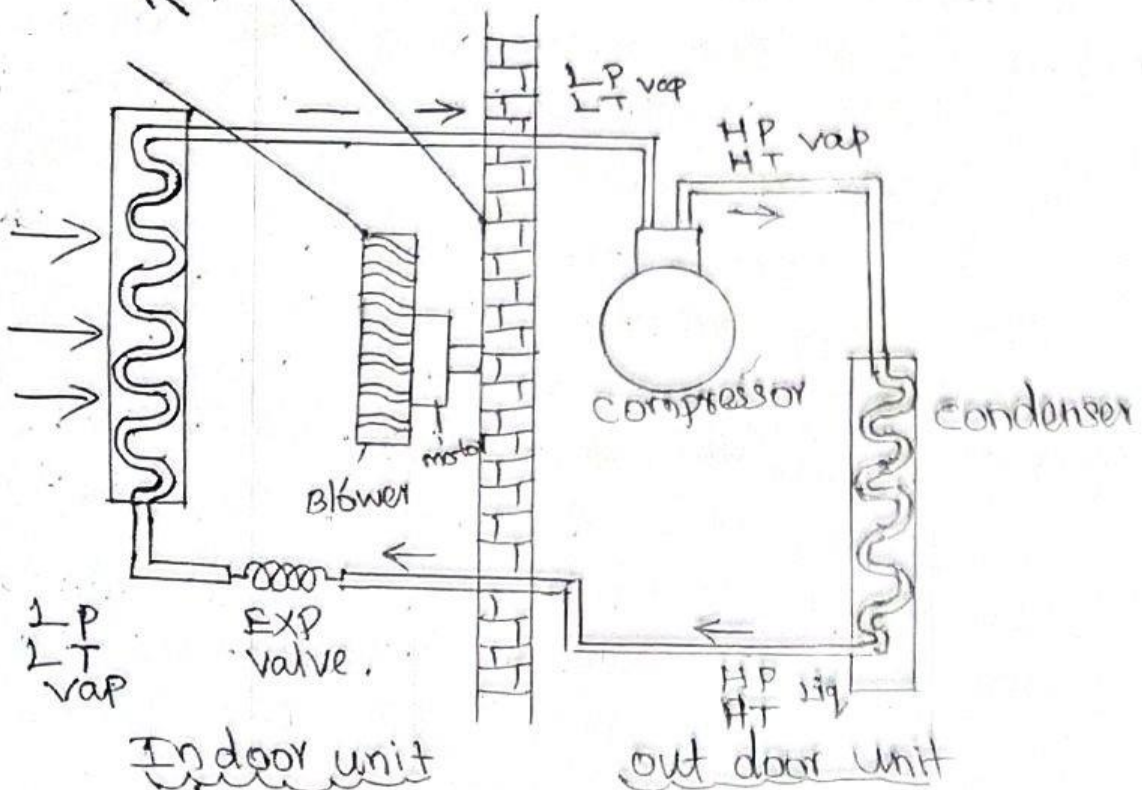 LP vap
LT
HP vap
HT
compressor
condenser
motor
Blower
LP
LT
vap
EXP
valve.
HP liq
HT
Indoor unit
out door unit